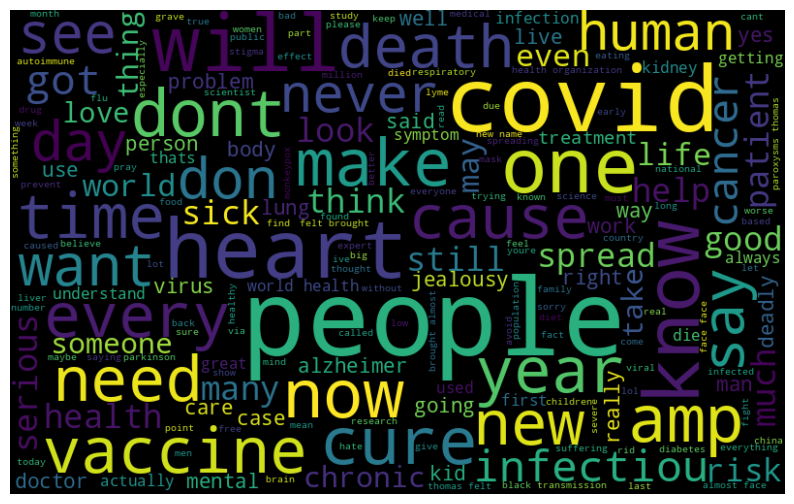 grave
true
bad
study
month
part
keep
medical
cant
see
will
death
human
thing
women
please
well
infection
public
stigma
effect
live
eating
even
yes
autoimmune
especially
million
died
respiratory
health organization
getting
got
flu
problem
never
kidney
drug
scientist
lyme
due
early
week
love
dont
said
read
new name
covid
something
person
look
symptom
spreading
treatment
patient
paroxysms thomas
day
thats
body
mask
national
use
pray
monkeypox
better
may
everyone
science
must
cancer
prevent
world
don
make
one
life
food
found
trying
known
long
worse
time
sick
think
help
based
lung
find
felt brought
cause
way
let
caused
believe
expert
big
work
feel
country
good
heart
ive
thought
still
spread
youre
always
want
lot
world health
without
jealousy
right
come
take
know
say
face face
real
deadly
liver
number
understand
virus
healthy
brought almost
family
population
sorry
diet
fact
die
every
people
back
sure
via
called
low
avoid
year
viral
infected
much
someone
maybe
saying
parkinson
great
mind
alzheimer
show
used
first
childrene
severe
really
man
lol
serious
need
many
now
going
new
amp
fight
health
care
case
research
mean
hate
give
kid
point
free
vaccine
cure
suffering
rid
diabetes
everything
china
today
men
brain
infectiou
risk
doctor
actually
mental
chronic
thomas felt
black transmission
last
almost face